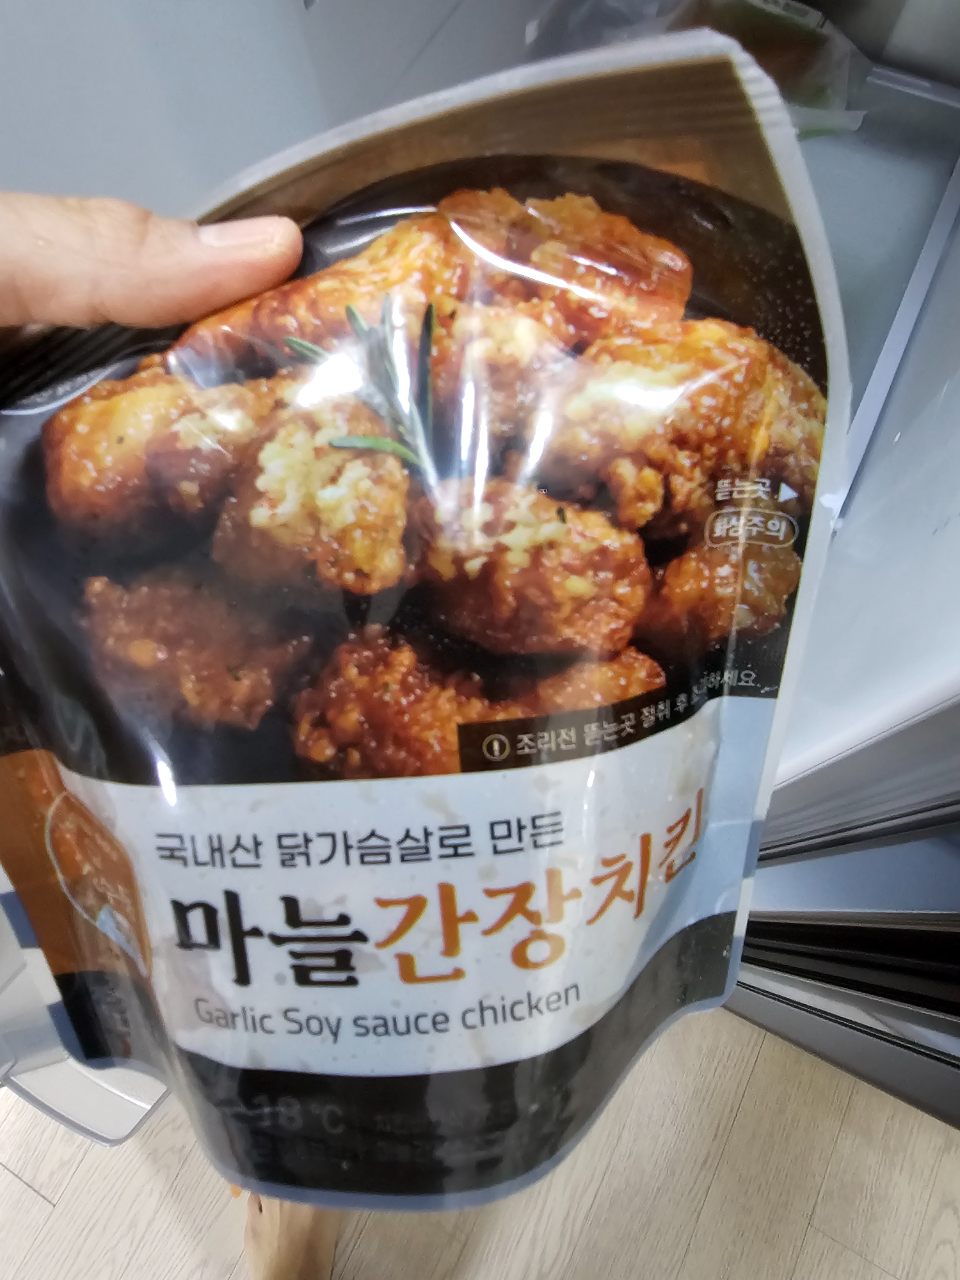 뜯는곳 ▶
화상주의
조리전 뜯는곳 절취 후
국내산 닭가슴살로 만든
마늘간장치킨
Garlic Soy sauce chicken
-18℃